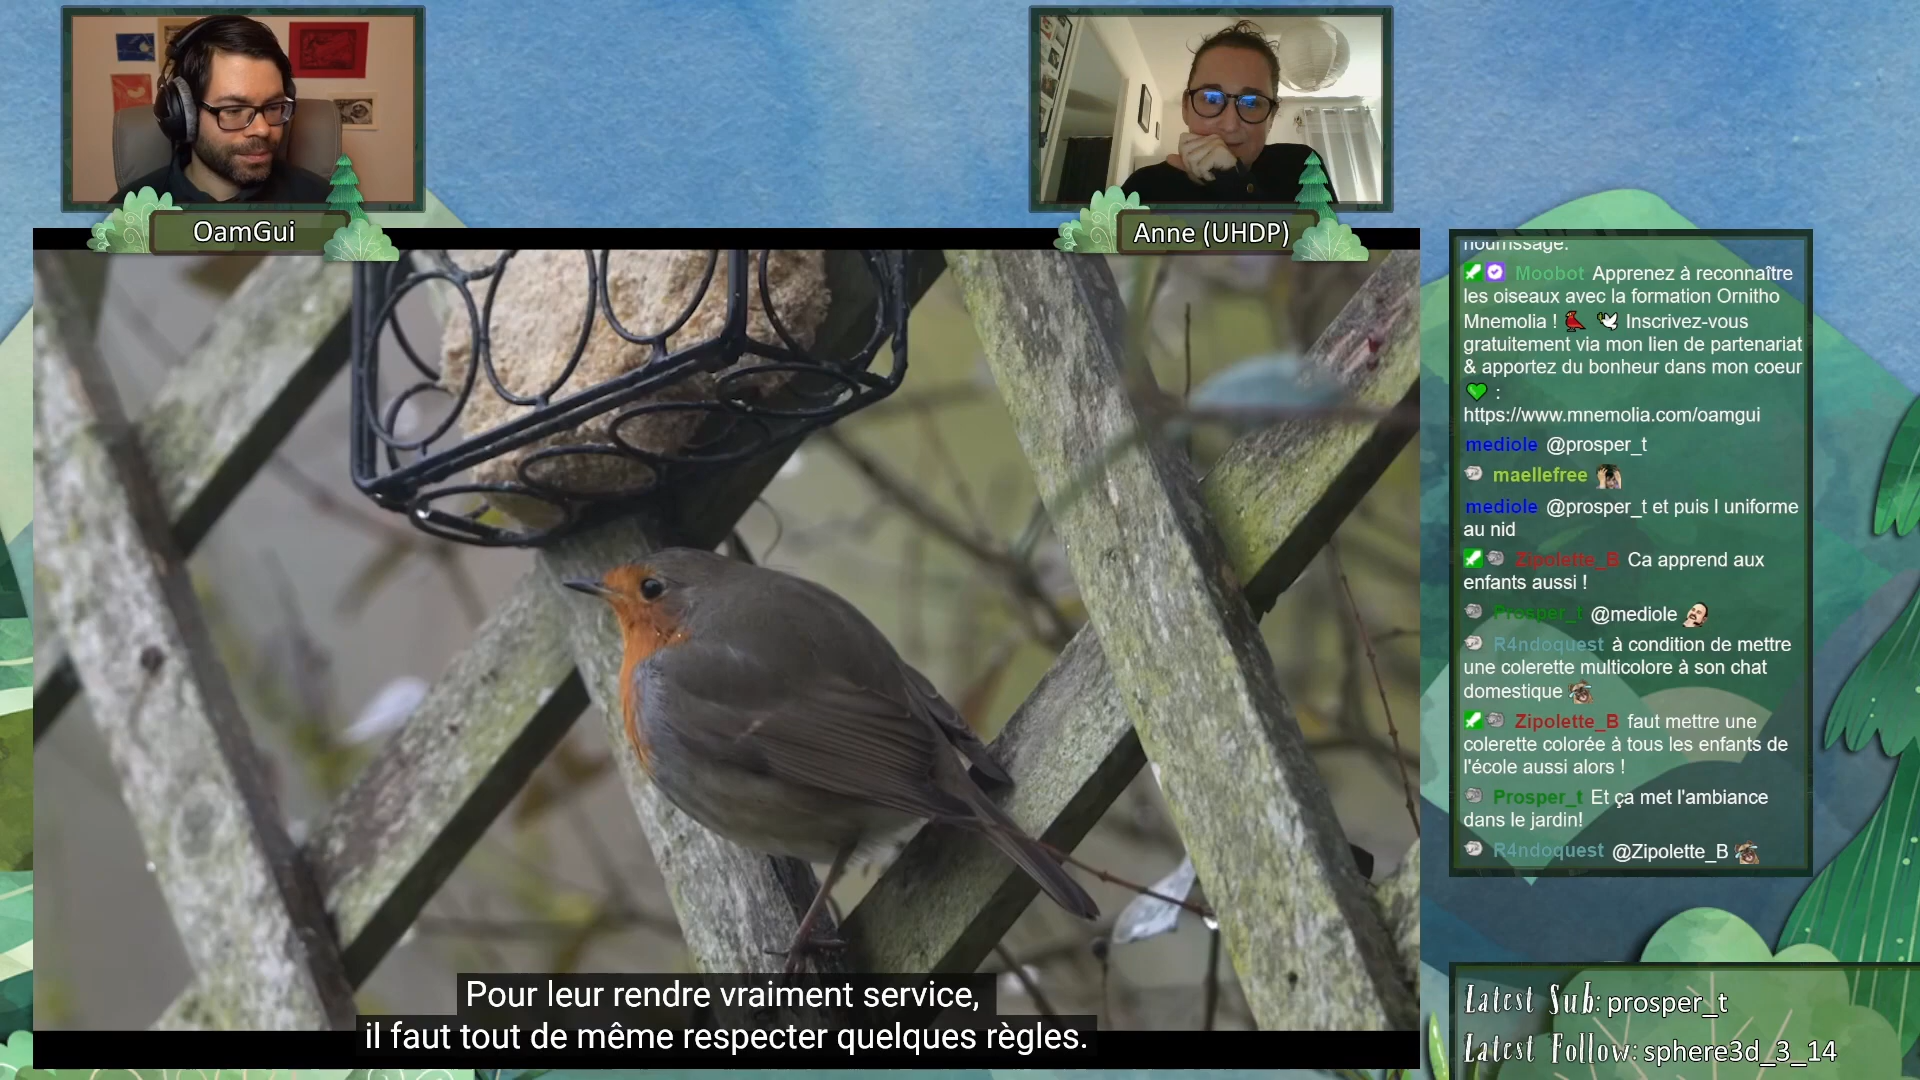 OamGui
Anne (UHDP)
nourrissage.
Moobot Apprenez à reconnaître
les oiseaux avec la formation Ornitho
Mnemolia ! Inscrivez-vous
gratuitement via mon lien de partenariat
& apportez du bonheur dans mon coeur
:
https://www.mnemolia.com/oamgui
mediole @prosper_t
maellefree
mediole @prosper_t et puis l uniforme
au nid
Zipolette_B Ca apprend aux
enfants aussi !
Prosper_t @mediole
R4ndoquest à condition de mettre
une colerette multicolore à son chat
domestique
Zipolette_B faut mettre une
colerette colorée à tous les enfants de
l'école aussi alors !
Prosper_t Et ça met l'ambiance
dans le jardin!
R4ndoquest @Zipolette_B
Pour leur rendre vraiment service,
il faut tout de même respecter quelques règles.
Latest Sub: prosper_t
Latest Follow: sphere3d_3_14